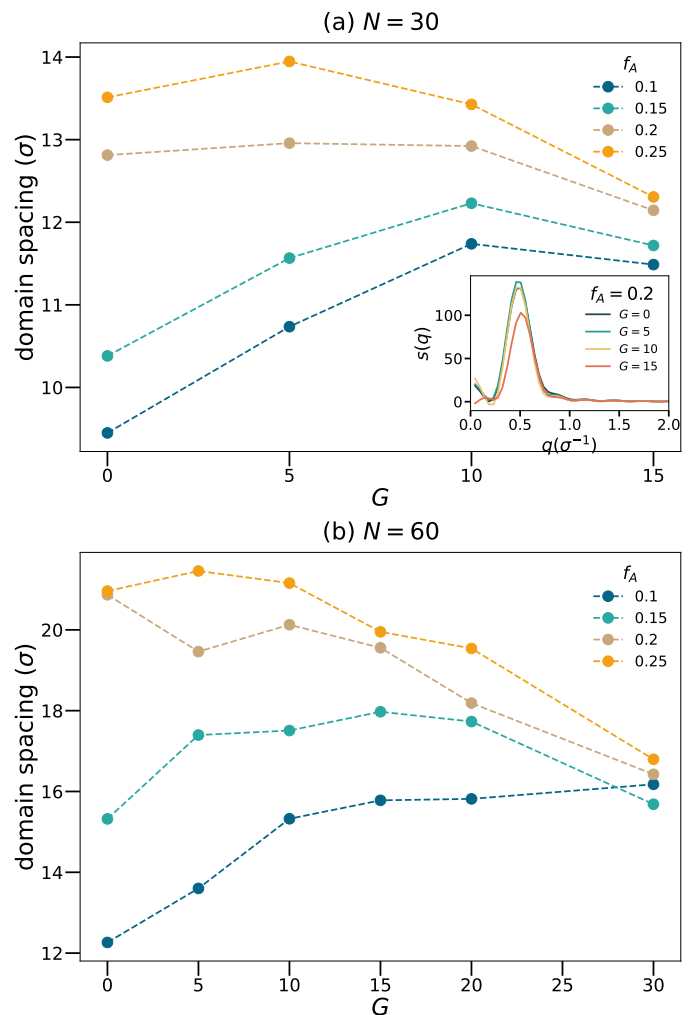 (a) N = 30
domain spacing (σ)
14
13
12
11
10
f_A
0.1
0.15
0.2
0.25
s(q)
100
50
0
f_A = 0.2
G = 0
G = 5
G = 10
G = 15
0.0 0.5 1.0 1.5 2.0
q(σ⁻¹)
0 5 10 15
G
(b) N = 60
domain spacing (σ)
20
18
16
14
12
f_A
0.1
0.15
0.2
0.25
0 5 10 15 20 25 30
G